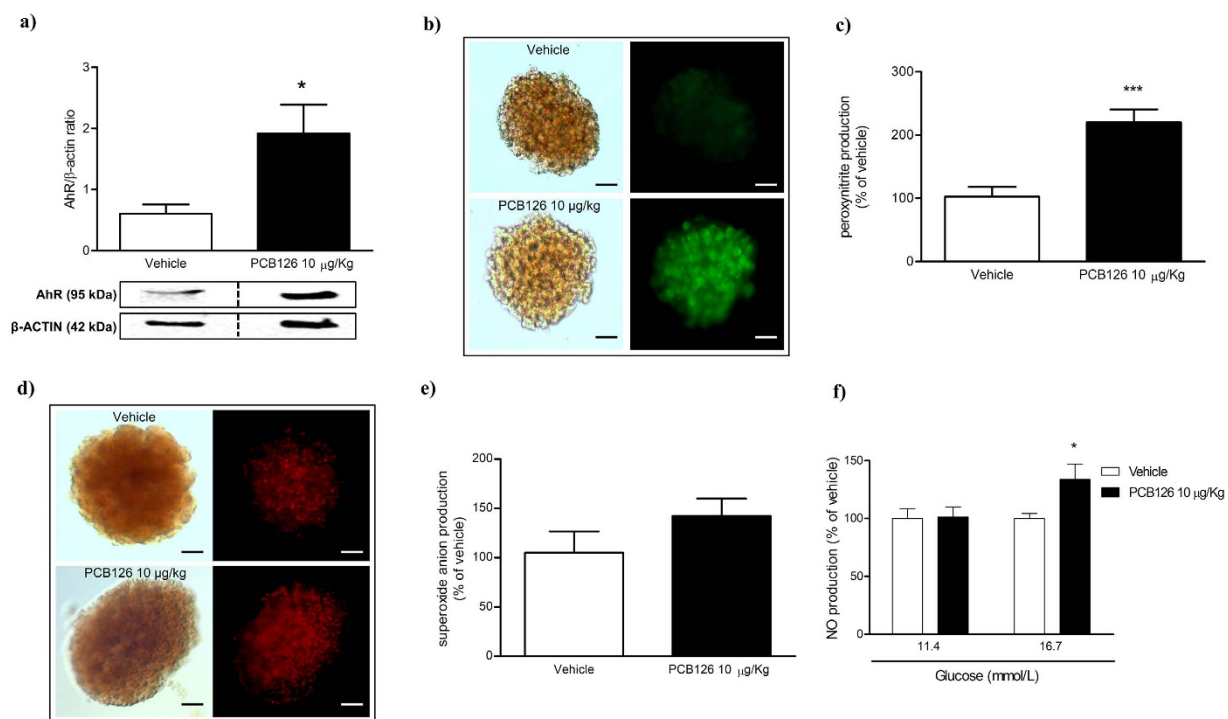 a)
3
2
1
0
AhR/β-actin ratio
*
Vehicle
PCB126 10 μg/Kg
AhR (95 kDa)
β-ACTIN (42 kDa)
b)
Vehicle
PCB126 10 µg/kg
c)
300
200
100
0
peroxynitrite production
(% of vehicle)
***
Vehicle
PCB126 10 μg/Kg
d)
Vehicle
PCB126 10 µg/kg
e)
200
150
100
50
0
superoxide anion production
(% of vehicle)
Vehicle
PCB126 10 μg/Kg
f)
150
100
50
0
NO production (% of vehicle)
*
Vehicle
PCB126 10 μg/Kg
11.4
16.7
Glucose (mmol/L)